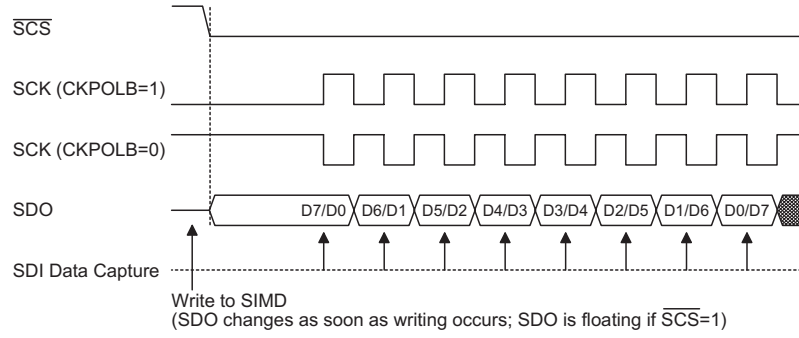 S̅C̅S̅
SCK (CKPOLB=1)
SCK (CKPOLB=0)
SDO D7/D0 D6/D1 D5/D2 D4/D3 D3/D4 D2/D5 D1/D6 D0/D7
SDI Data Capture
Write to SIMD
(SDO changes as soon as writing occurs; SDO is floating if S̅C̅S̅=1)